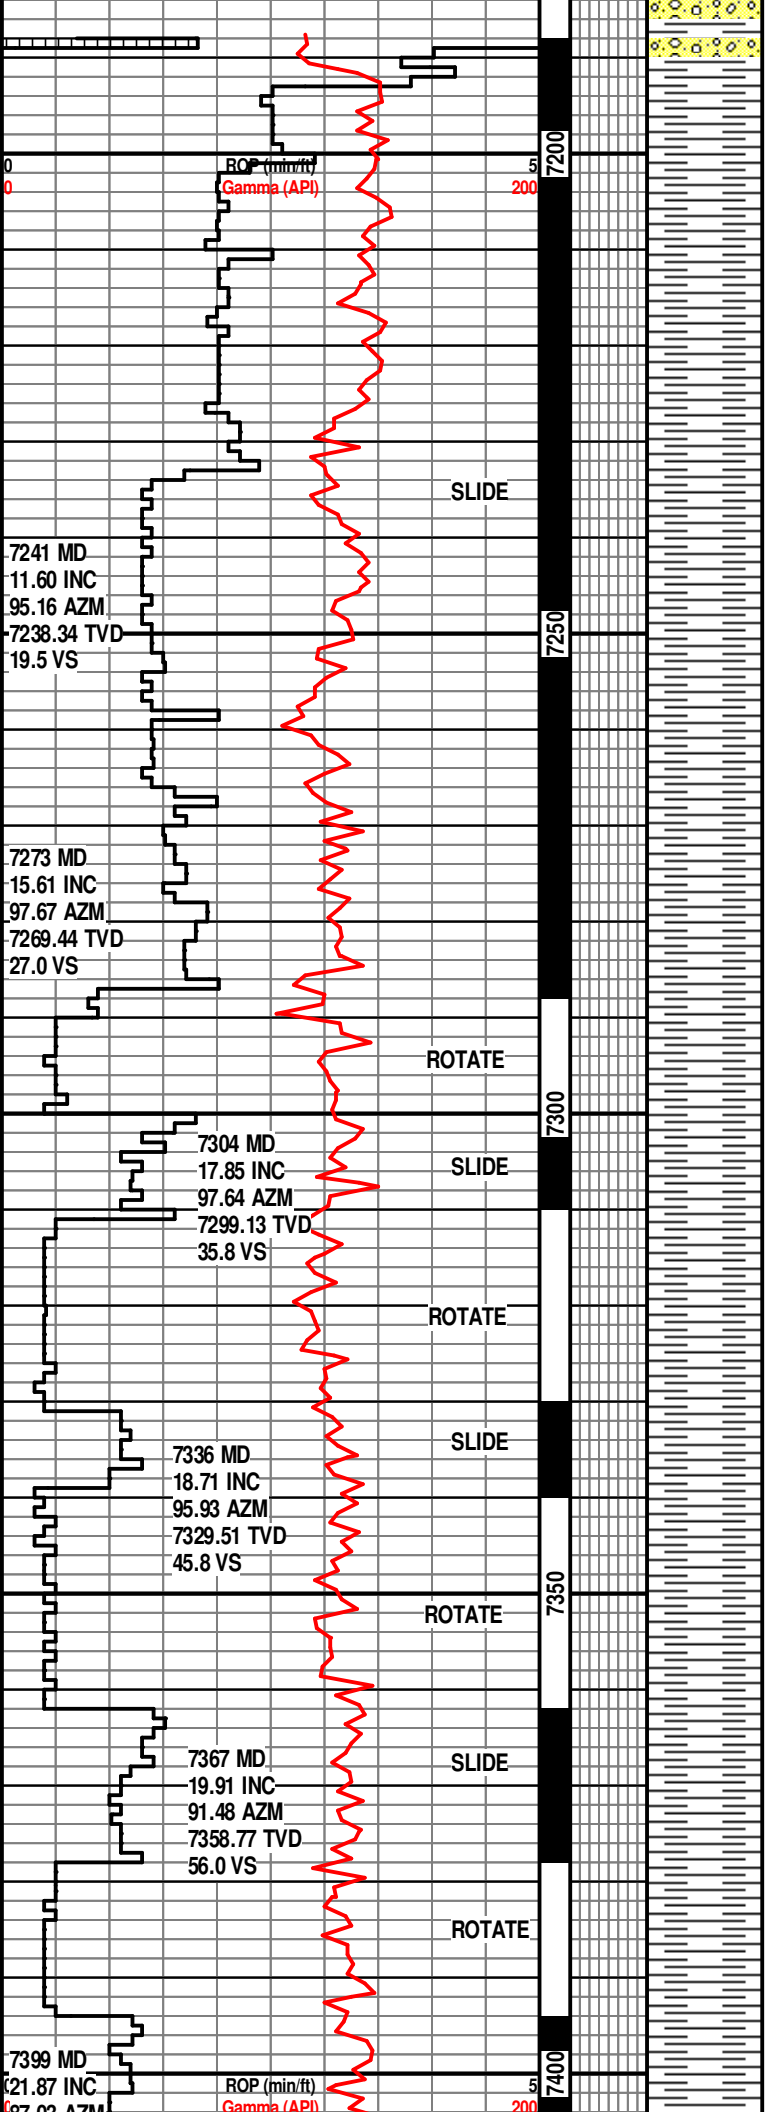 7200
0 ROP (min/ft) 5
0 Gamma (API) 200
SLIDE
7241 MD
11.60 INC
95.16 AZM
7238.34 TVD
19.5 VS
7250
7273 MD
15.61 INC
97.67 AZM
7269.44 TVD
27.0 VS
ROTATE
7300
7304 MD
17.85 INC
97.64 AZM
7299.13 TVD
35.8 VS
SLIDE
ROTATE
SLIDE
7336 MD
18.71 INC
95.93 AZM
7329.51 TVD
45.8 VS
7350
ROTATE
7367 MD
19.91 INC
91.48 AZM
7358.77 TVD
56.0 VS
SLIDE
ROTATE
7399 MD
21.87 INC
7400
ROP (min/ft) 5
Gamma (API) 200